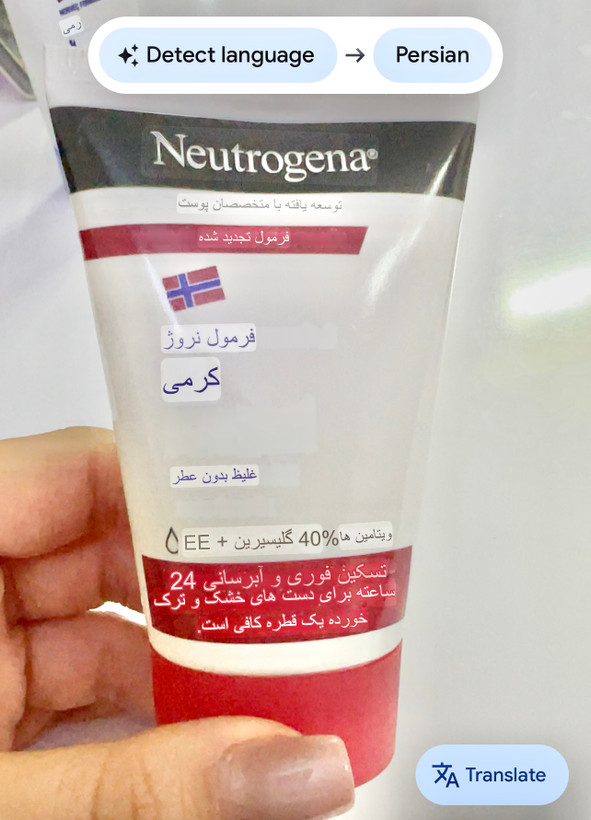 زمی
Detect language → Persian
Neutrogena®
توسعه یافته با متخصصان پوست
فرمول تجدید شده
فرمول نروژ
کرمی
غلیظ بدون عطر
ویتامین ها%40 گلیسیرین + EE
تسکین فوری و آبرسانی 24
ساعته برای دست های خشک و ترک
خورده یک قطره کافی است.
Translate